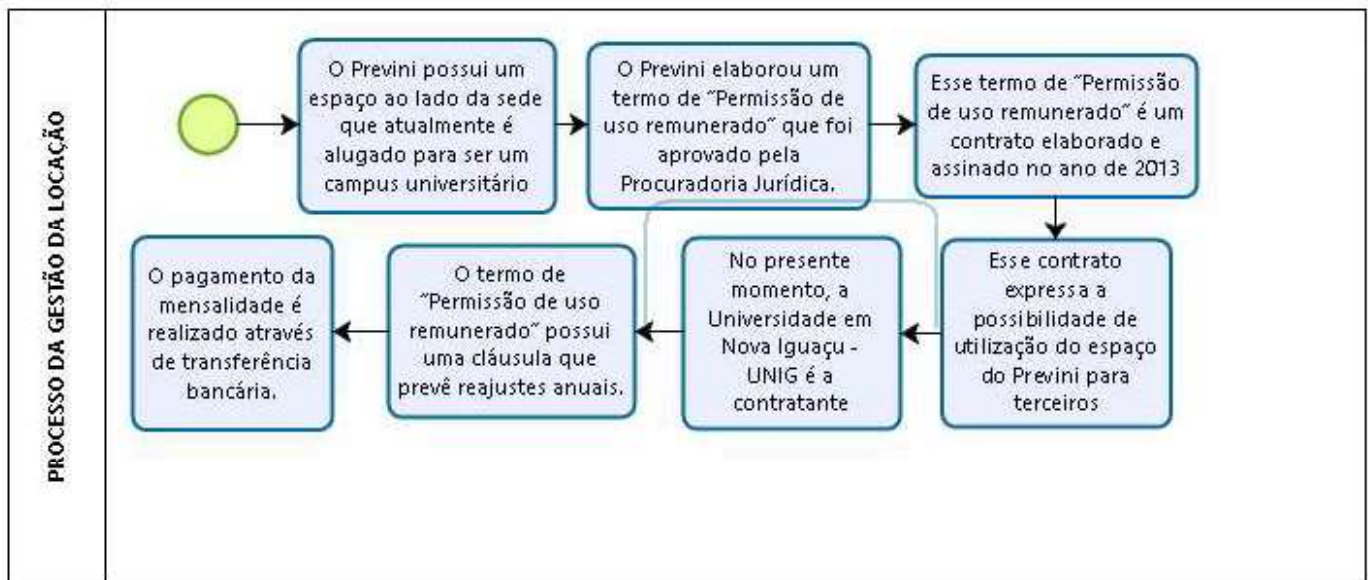 PROCESSO DA GESTÃO DA LOCAÇÃO
O Previni possui um
espaço ao lado da sede
que atualmente é
alugado para ser um
campus universitário
O Previni elaborou um
termo de “Permissão de
uso remunerado” que foi
aprovado pela
Procuradoria Jurídica.
Esse termo de “Permissão
de uso remunerado” é um
contrato elaborado e
assinado no ano de 2013
Esse contrato
expressa a
possibilidade de
utilização do espaço
do Previni para
terceiros
No presente
momento, a
Universidade em
Nova Iguaçu -
UNIG é a
contratante
O termo de
“Permissão de uso
remunerado” possui
uma cláusula que
prevê reajustes anuais.
O pagamento da
mensalidade é
realizado através
de transferência
bancária.